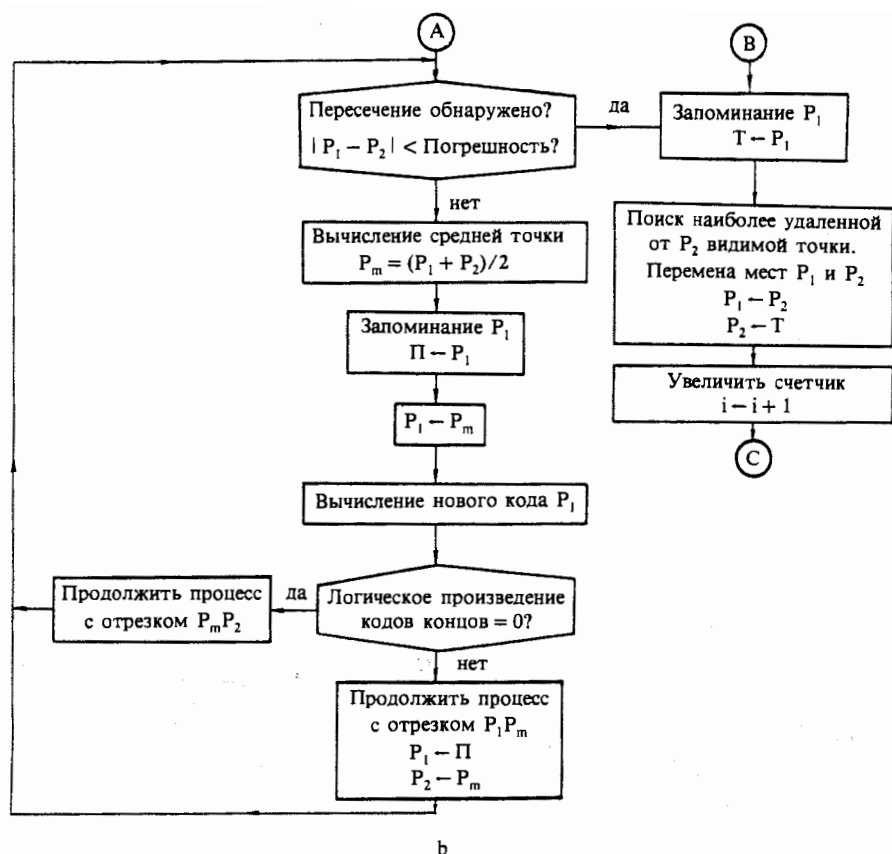 A
Пересечение обнаружено?
| P₁ − P₂ | < Погрешность?
да
нет
Вычисление средней точки
Pₘ = (P₁ + P₂)/2
Запоминание P₁
П ← P₁
P₁ ← Pₘ
Вычисление нового кода P₁
Логическое произведение
кодов концов = 0?
да
Продолжить процесс
с отрезком PₘP₂
нет
Продолжить процесс
с отрезком P₁Pₘ
P₁ ← П
P₂ ← Pₘ
B
Запоминание P₁
T ← P₁
Поиск наиболее удаленной
от P₂ видимой точки.
Перемена мест P₁ и P₂
P₁ ← P₂
P₂ ← T
Увеличить счетчик
i ← i + 1
C
b